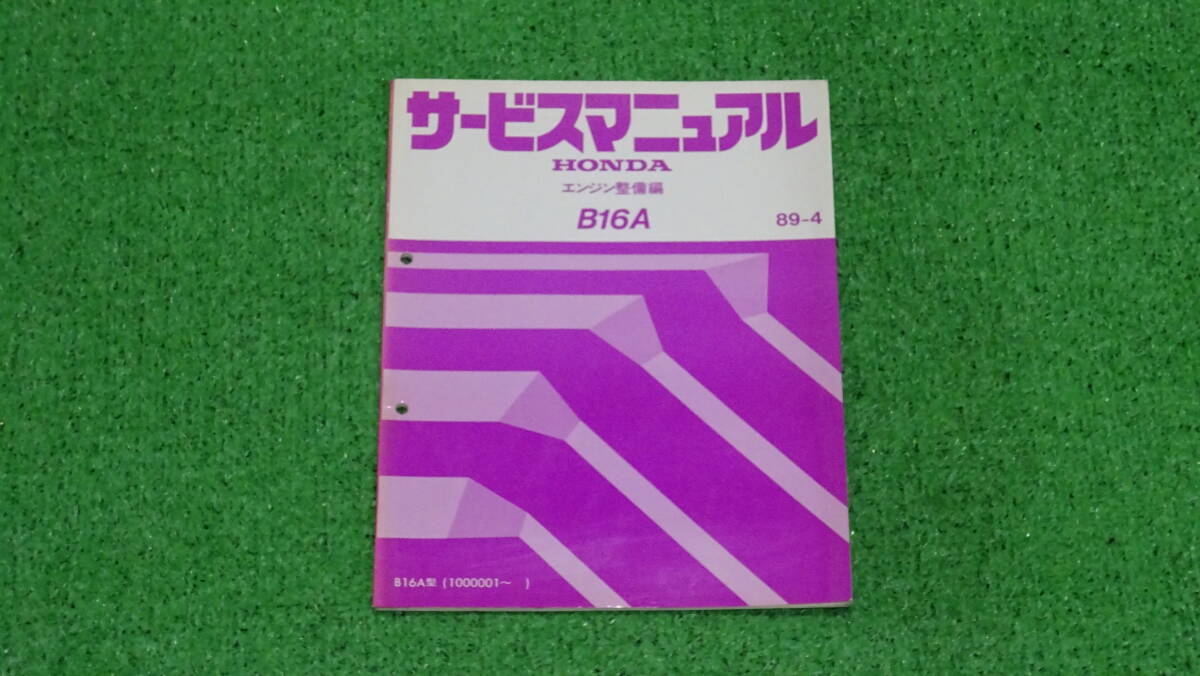 サービスマニュアル
HONDA
エンジン整備編
B16A 89-4
B16A型 (1000001～ )